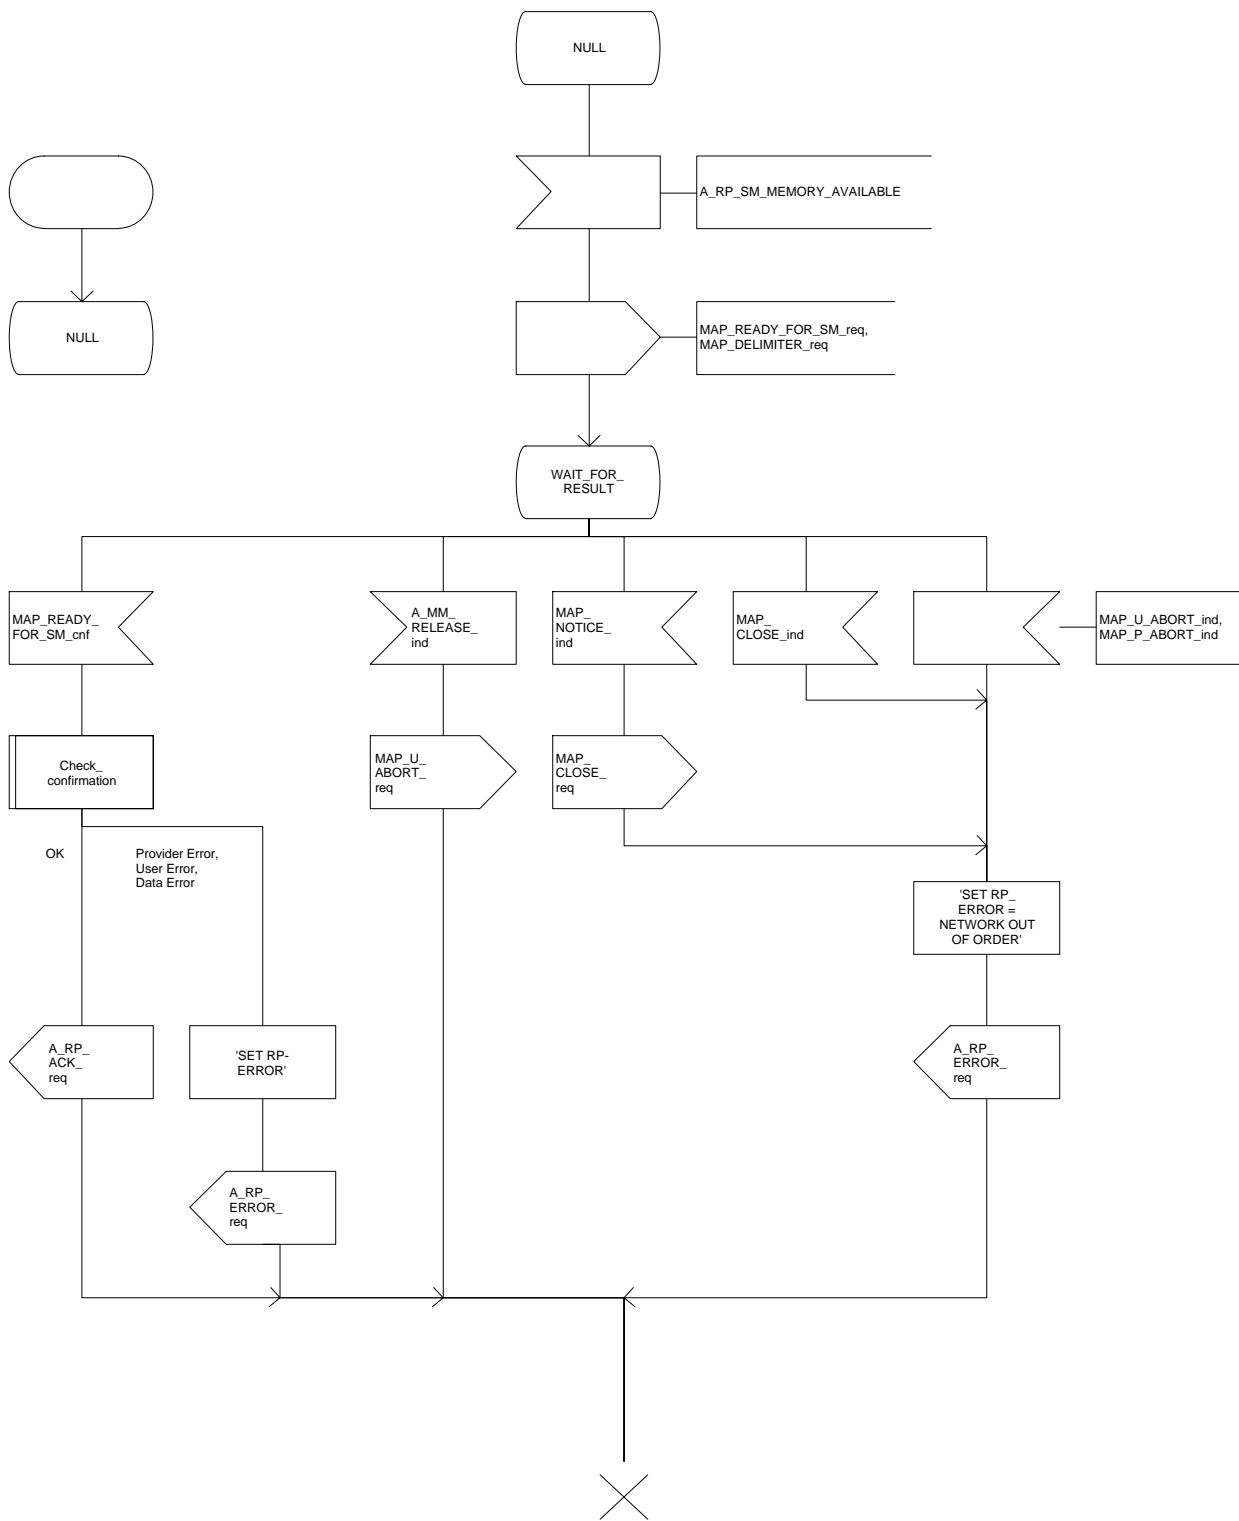 NULL
A_RP_SM_MEMORY_AVAILABLE
NULL
MAP_READY_FOR_SM_req,
MAP_DELIMITER_req
WAIT_FOR_
RESULT
MAP_READY_
FOR_SM_cnf
A_MM_
RELEASE_
ind
MAP_
NOTICE_
ind
MAP_
CLOSE_ind
MAP_U_ABORT_ind,
MAP_P_ABORT_ind
Check_
confirmation
MAP_U_
ABORT_
req
MAP_
CLOSE_
req
OK
Provider Error,
User Error,
Data Error
'SET RP_
ERROR =
NETWORK OUT
OF ORDER'
A_RP_
ACK_
req
'SET RP-
ERROR'
A_RP_
ERROR_
req
A_RP_
ERROR_
req